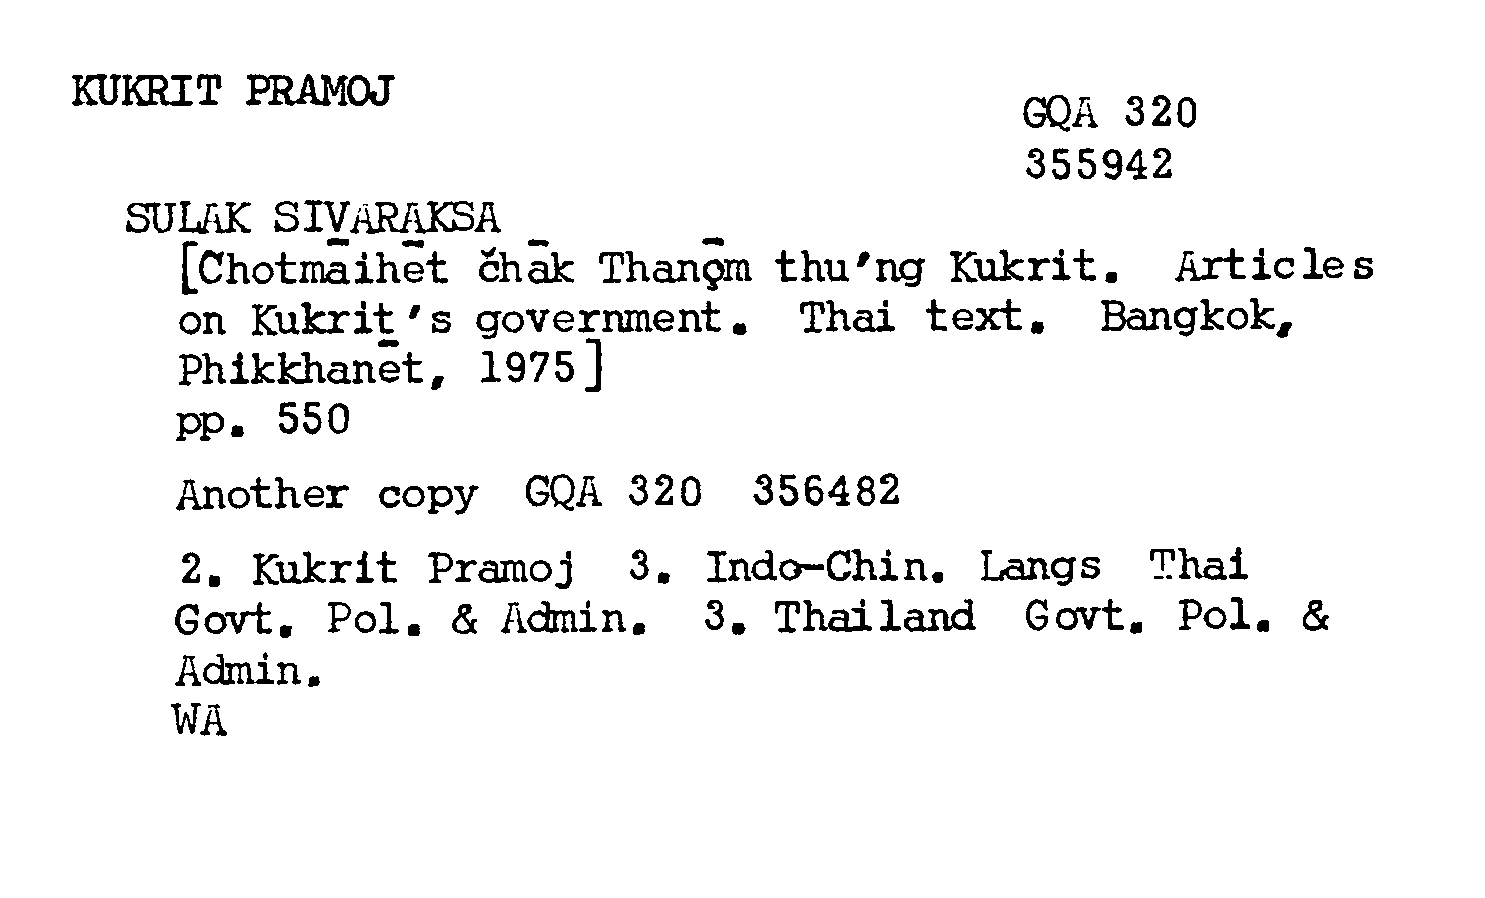 KUKRIT PRAMOJ
GQA 320
355942
SULAK SIVARAKSA
[Chotmāihēt čhāk Thanǭm thu'ng Kukrit. Articles
on Kukrit's government. Thai text. Bangkok,
Phikkhanēt, 1975]
pp. 550
Another copy GQA 320 356482
2. Kukrit Pramoj 3. Indo-Chin. Langs Thai
Govt. Pol. & Admin. 3. Thailand Govt. Pol. &
Admin.
WA